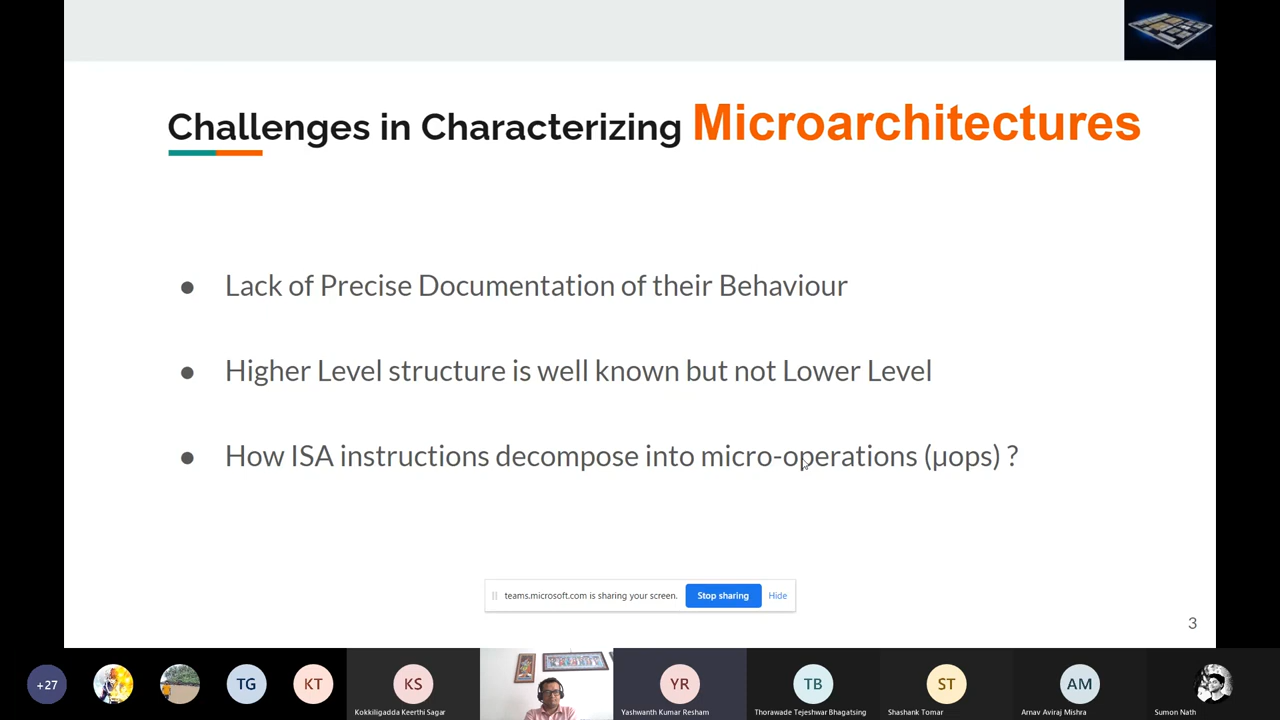 Challenges in Characterizing Microarchitectures
● Lack of Precise Documentation of their Behaviour
● Higher Level structure is well known but not Lower Level
● How ISA instructions decompose into micro-operations (µops) ?
teams.microsoft.com is sharing your screen. Stop sharing Hide
3
+27 TG KT KS YR TB ST AM
Kokkiligadda Keerthi Sagar Yashwanth Kumar Resham Thorawade Tejeshwar Bhagatsing Shashank Tomar Arnav Aviraj Mishra Sumon Nath